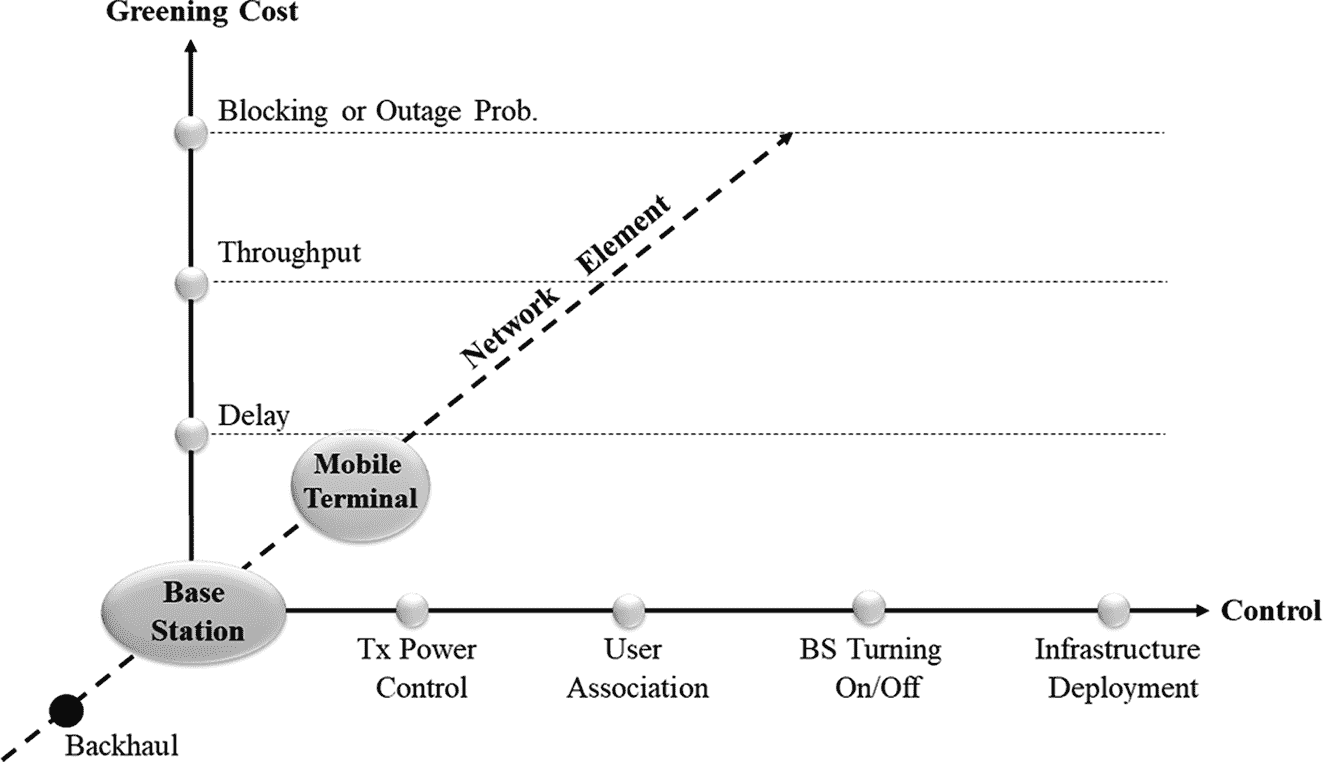 Greening Cost
Blocking or Outage Prob.
Network Element
Throughput
Delay
Mobile
Terminal
Base
Station
Control
Tx Power
Control
User
Association
BS Turning
On/Off
Infrastructure
Deployment
Backhaul